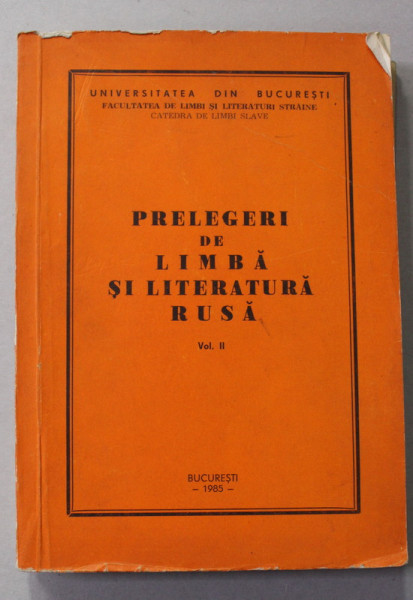 UNIVERSITATEA DIN BUCUREȘTI
FACULTATEA DE LIMBI ȘI LITERATURI STRĂINE
CATEDRA DE LIMBI SLAVE
PRELEGERI
DE
LIMBĂ
ȘI LITERATURĂ
RUSĂ
Vol. II
BUCUREȘTI
– 1985 –